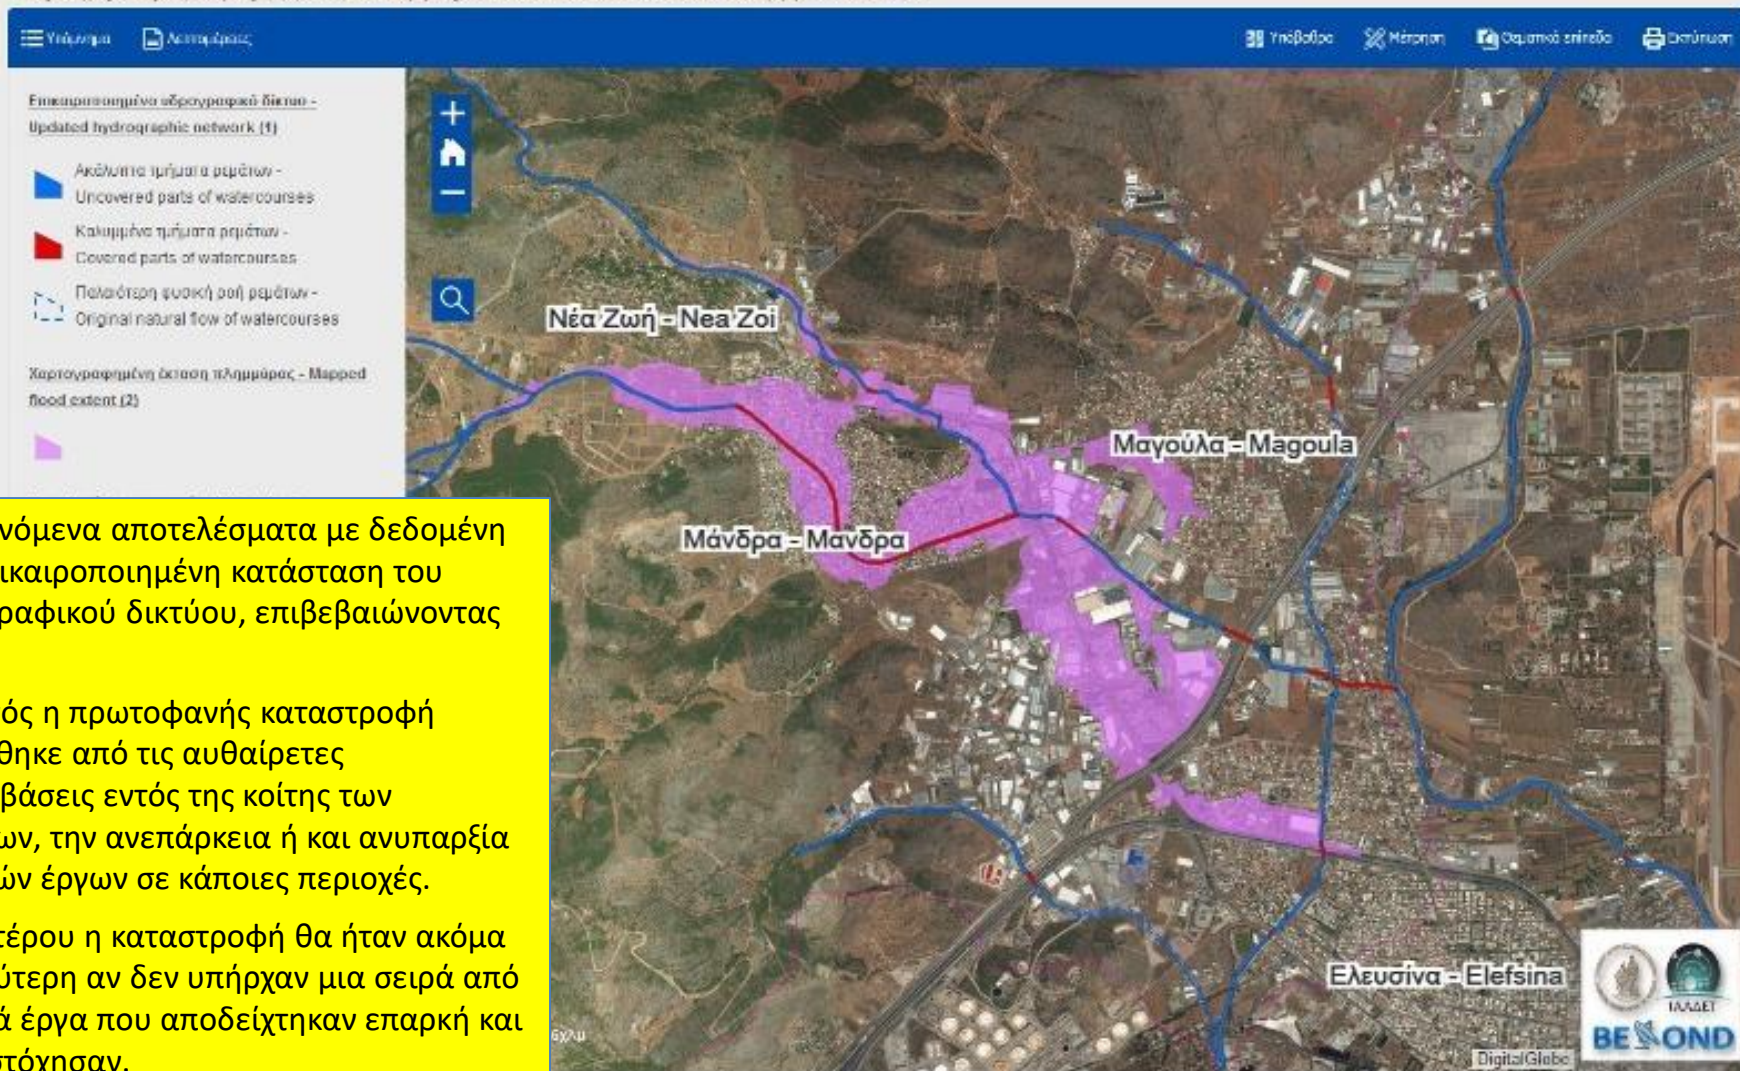 Υπόμνημα Λεπτομέρειες Υπόβαθρα Μέτρηση Θεματικά επίπεδα Εκτύπωση
Επικαιροποιημένο υδρογραφικό δίκτυο -
Updated hydrographic network (1)
Ακάλυπτα τμήματα ρεμάτων -
Uncovered parts of watercourses
Καλυμμένα τμήματα ρεμάτων -
Covered parts of watercourses
Παλαιότερη φυσική ροή ρεμάτων -
Original natural flow of watercourses
Χαρτογραφημένη έκταση πλημμύρας - Mapped
flood extent (2)
Νέα Ζωή - Nea Zoi
Μαγούλα - Magoula
Μάνδρα - Μανδρα
Ελευσίνα - Elefsina
νόμενα αποτελέσματα με δεδομένη
ικαιροποιημένη κατάσταση του
ραφικού δικτύου, επιβεβαιώνοντας
ός η πρωτοφανής καταστροφή
θηκε από τις αυθαίρετες
βάσεις εντός της κοίτης των
ων, την ανεπάρκεια ή και ανυπαρξία
ών έργων σε κάποιες περιοχές.
τέρου η καταστροφή θα ήταν ακόμα
ύτερη αν δεν υπήρχαν μια σειρά από
ά έργα που αποδείχτηκαν επαρκή και
στόχησαν.
ΙΑΑΔΕΤ
BEYOND
DigitalGlobe